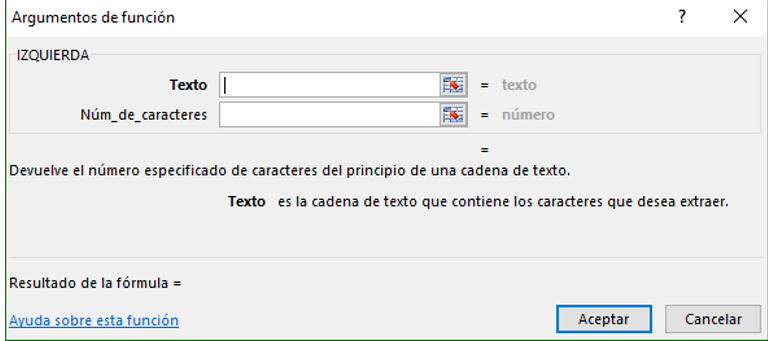 Argumentos de función ? ×
IZQUIERDA
Texto = texto
Núm_de_caracteres = número
=
Devuelve el número especificado de caracteres del principio de una cadena de texto.
Texto es la cadena de texto que contiene los caracteres que desea extraer.
Resultado de la fórmula =
Ayuda sobre esta función Aceptar Cancelar